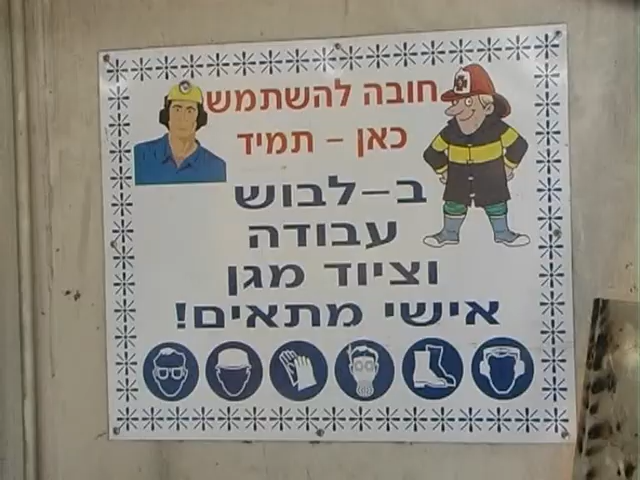 חובה להשתמש
כאן - תמיד
ב-לבוש
עבודה
וציוד מגן
אישי מתאים!